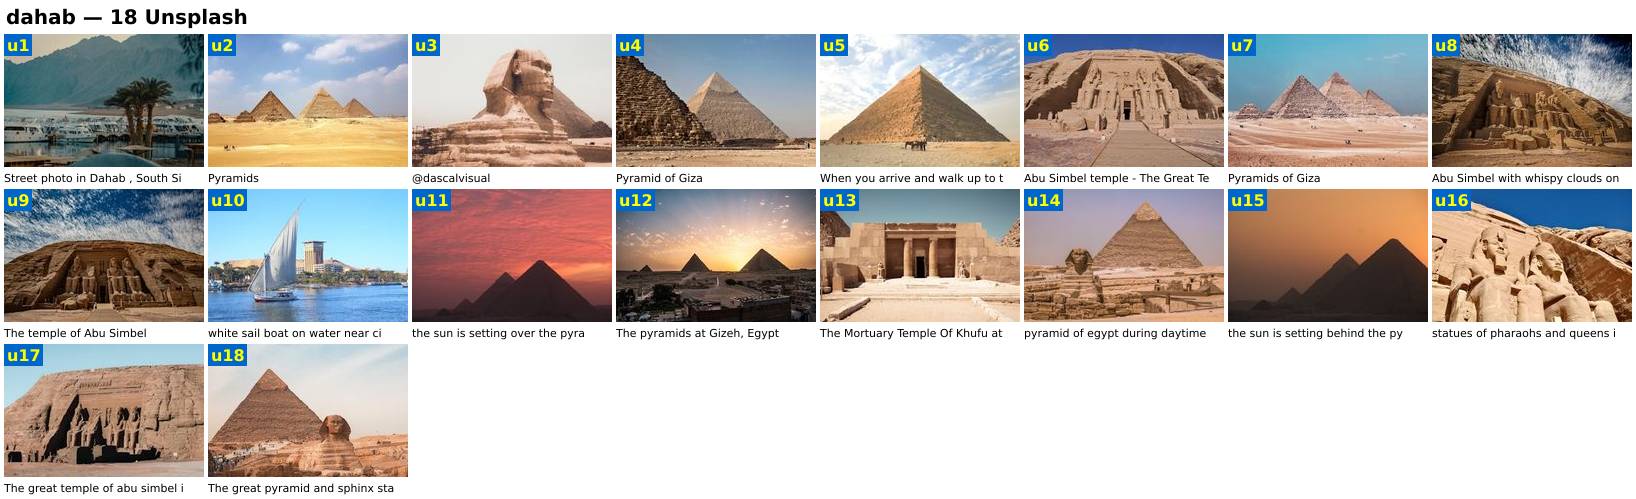 dahab — 18 Unsplash
u1 u2 u3 u4 u5 u6 u7 u8
Street photo in Dahab , South Si Pyramids @dascalvisual Pyramid of Giza When you arrive and walk up to t Abu Simbel temple - The Great Te Pyramids of Giza Abu Simbel with whispy clouds on
u9 u10 u11 u12 u13 u14 u15 u16
The temple of Abu Simbel white sail boat on water near ci the sun is setting over the pyra The pyramids at Gizeh, Egypt The Mortuary Temple Of Khufu at pyramid of egypt during daytime the sun is setting behind the py statues of pharaohs and queens i
u17 u18
The great temple of abu simbel i The great pyramid and sphinx sta